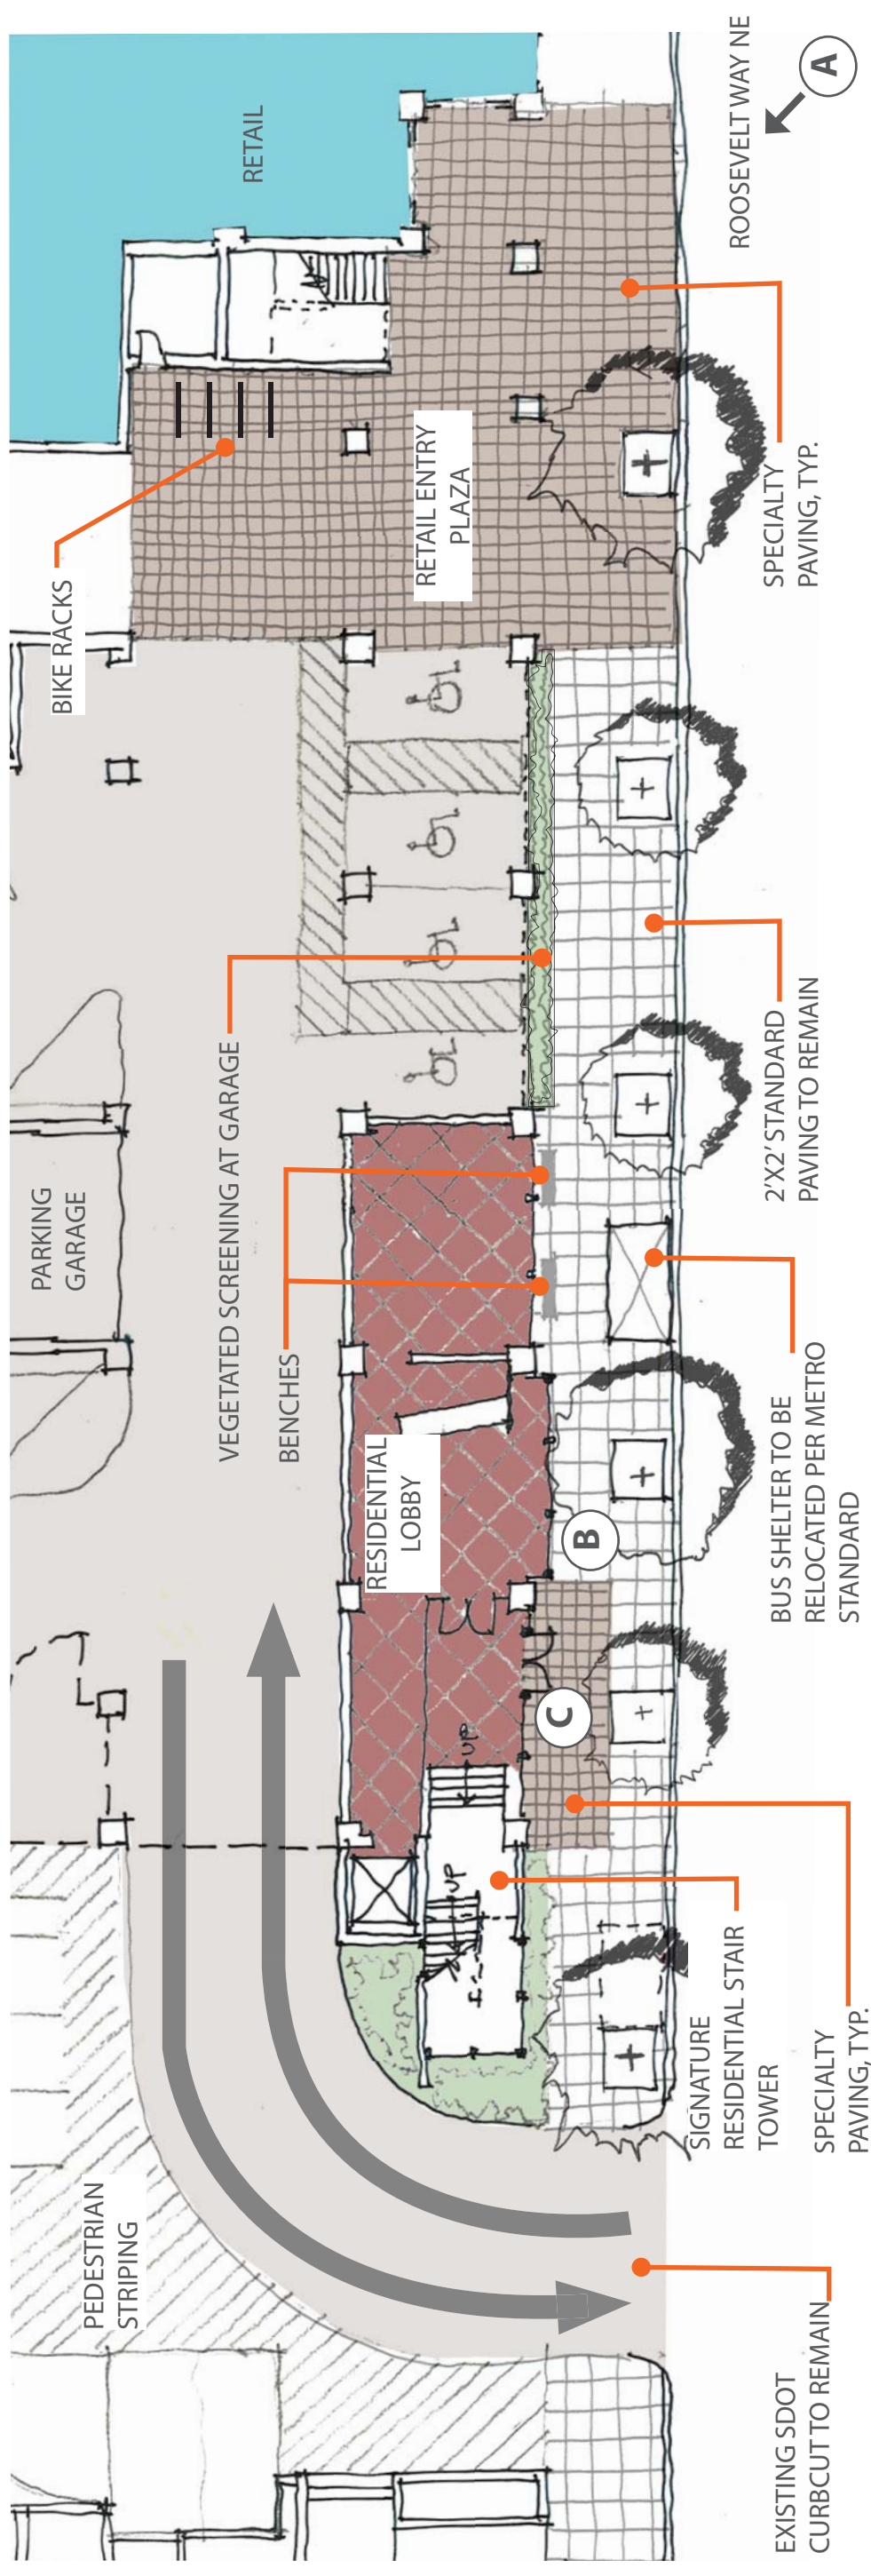 PEDESTRIAN
STRIPING
PARKING
GARAGE
BIKE RACKS
RETAIL
VEGETATED SCREENING AT GARAGE
BENCHES
RESIDENTIAL
LOBBY
RETAIL ENTRY
PLAZA
UP
UP
B
C
EXISTING SDOT
CURBCUT TO REMAIN
SIGNATURE
RESIDENTIAL STAIR
TOWER
SPECIALTY
PAVING, TYP.
BUS SHELTER TO BE
RELOCATED PER METRO
STANDARD
2'X2' STANDARD
PAVING TO REMAIN
SPECIALTY
PAVING, TYP.
ROOSEVELT WAY NE
A